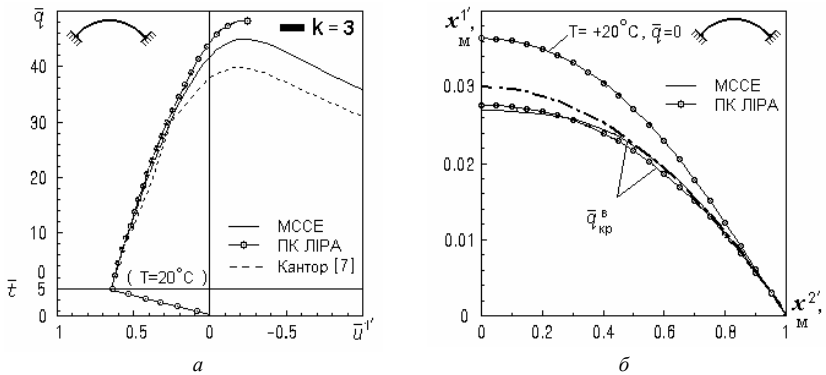 q̅
k = 3
40
30
20
10
0
МССЕ
ПК ЛІРА
Кантор [7]
( T=20°C )
5
0
1
0.5
0
-0.5
u̅¹′
а
x¹′,
м
T= +20°C , q̅=0
0.03
МССЕ
ПК ЛІРА
0.02
q̅ в кр
0.01
x²′,
м
0
0
0.2
0.4
0.6
0.8
1
б